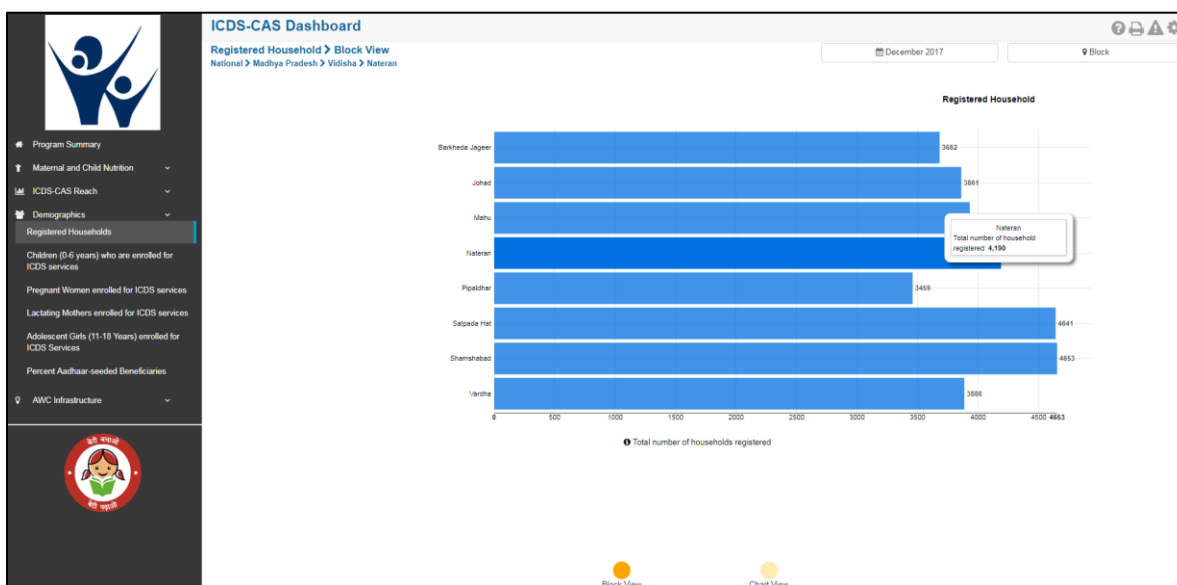 ICDS-CAS Dashboard
Registered Household > Block View
National > Madhya Pradesh > Vidisha > Nateran
December 2017
Block
Program Summary
Maternal and Child Nutrition
ICDS-CAS Reach
Demographics
Registered Households
Children (0-6 years) who are enrolled for
ICDS services
Pregnant Women enrolled for ICDS services
Lactating Mothers enrolled for ICDS services
Adolescent Girls (11-18 Years) enrolled for
ICDS Services
Percent Aadhaar-seeded Beneficiaries
AWC Infrastructure
बेटी बचाओ
बेटी पढ़ाओ
Registered Household
Barkheda Jageer 3682
Johad 3861
Mahu
Nateran
Nateran
Total number of household
registered: 4,190
Pipaldhar 3459
Satpada Hat 4641
Shamshabad 4653
Vardha 3886
0 500 1000 1500 2000 2500 3000 3500 4000 4500 4653
Total number of households registered
Block View Chart View